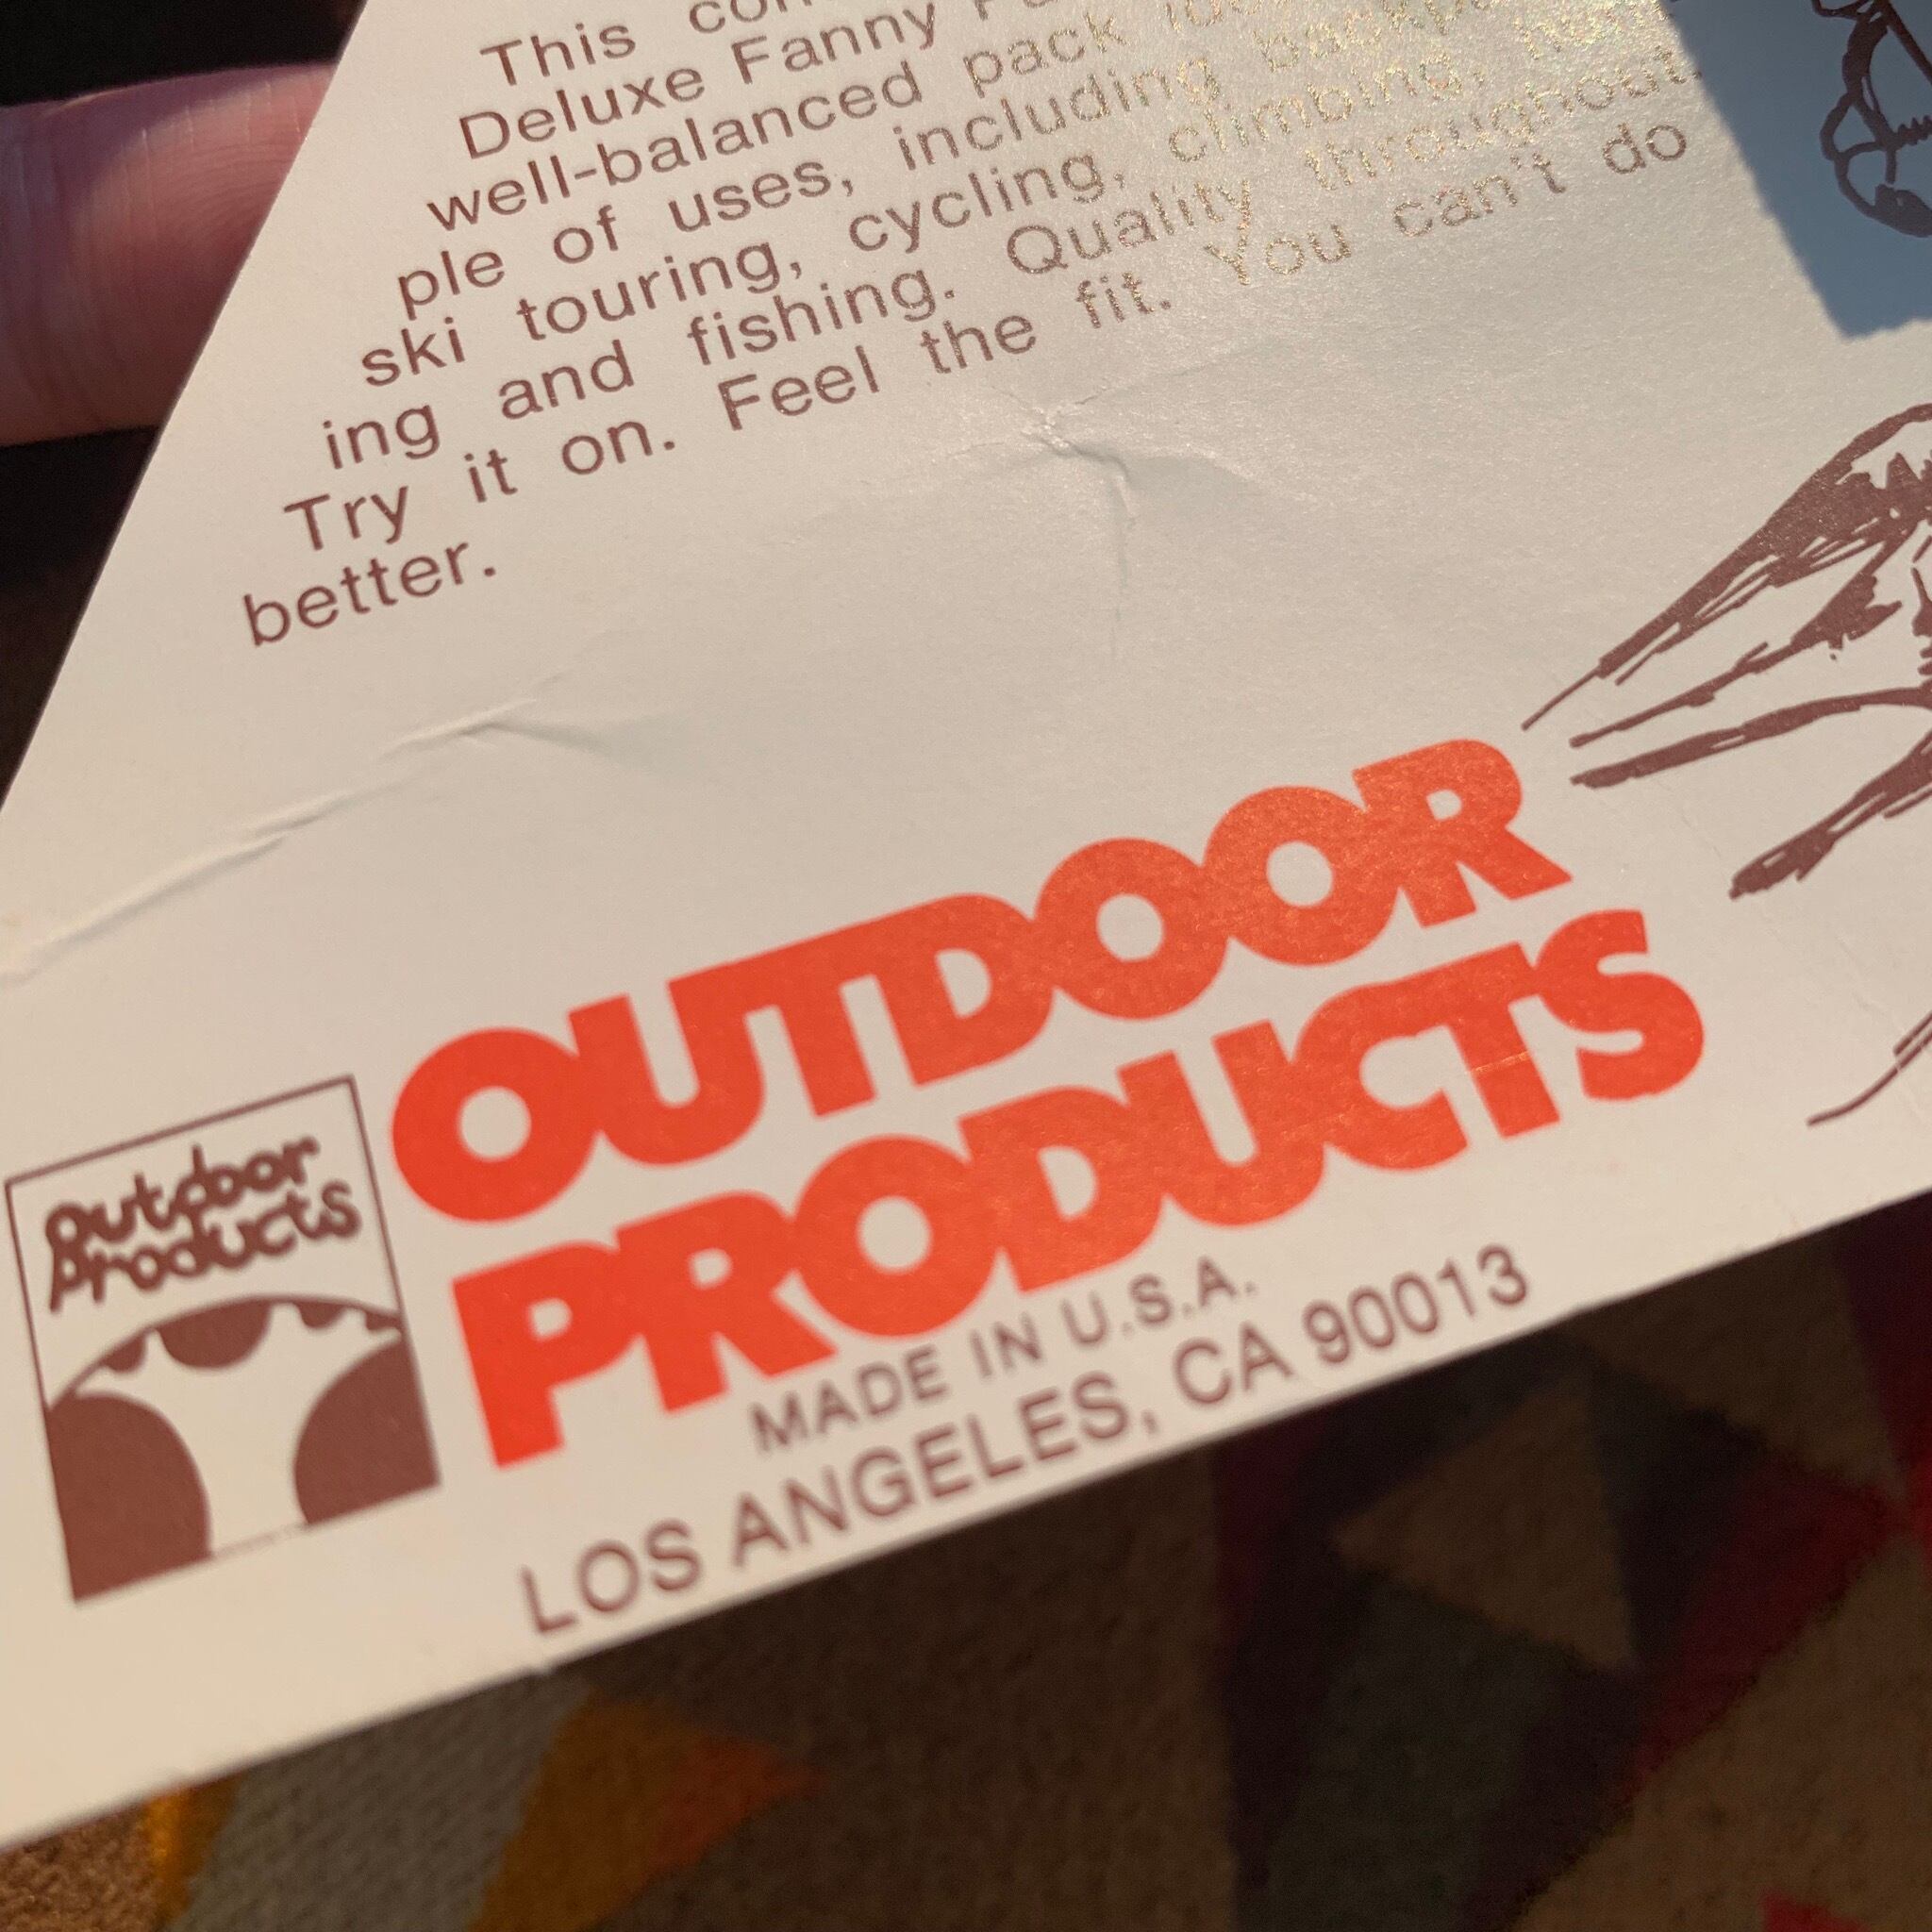 This
Deluxe Fanny
well-balanced pack
ple of uses, including
ski touring, cycling, climbing,
ing and fishing. Quality throughout.
Try it on. Feel the fit. You can't do
better.
OUTDOOR
PRODUCTS
MADE IN U.S.A.
LOS ANGELES, CA 90013
outdoor
products